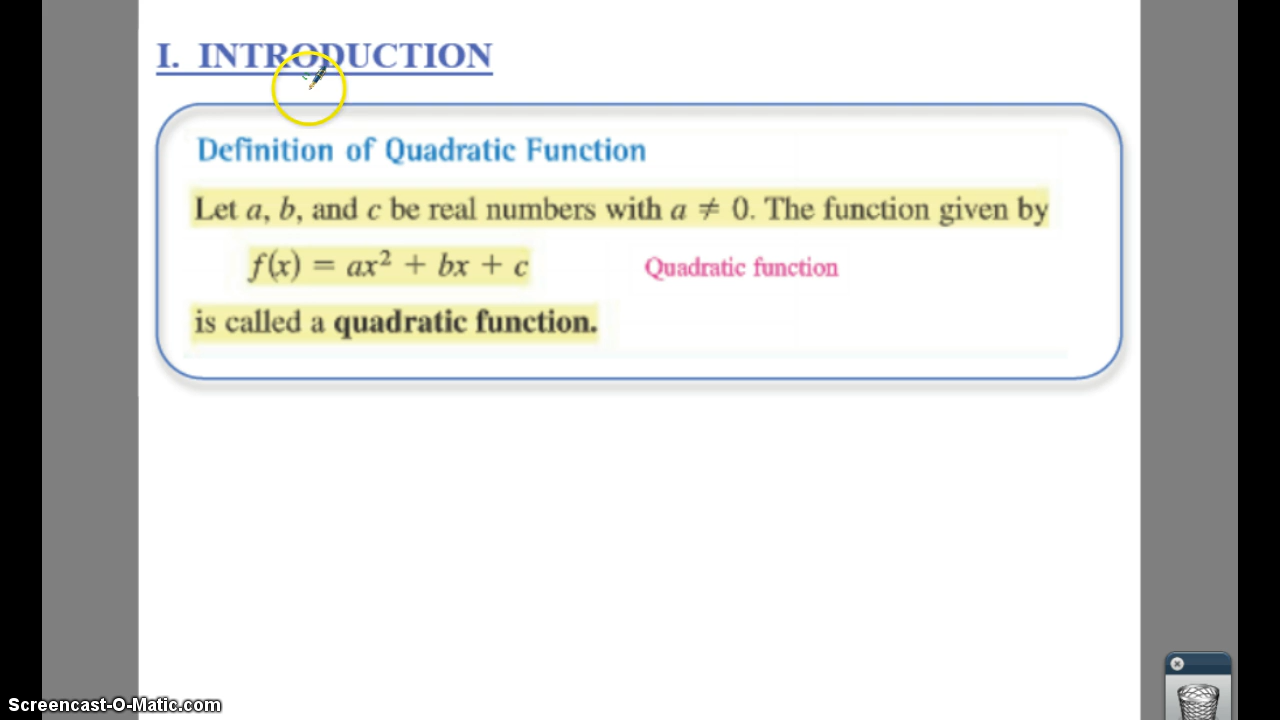 I. INTRODUCTION
Definition of Quadratic Function
Let a, b, and c be real numbers with a ≠ 0. The function given by
f(x) = ax² + bx + c Quadratic function
is called a quadratic function.
Screencast-O-Matic.com